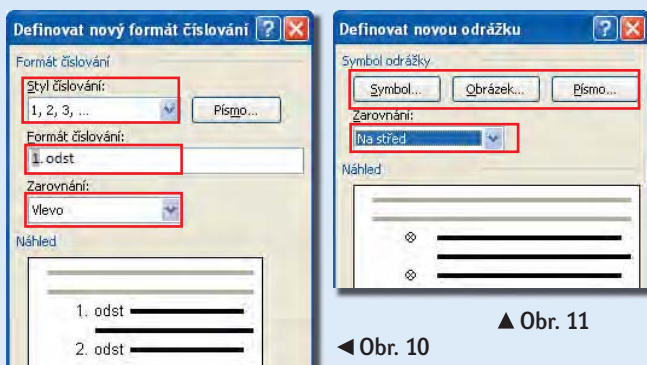 Definovat nový formát číslování
Formát číslování
Styl číslování:
1, 2, 3, ...
Písmo...
Formát číslování:
1. odst
Zarovnání:
Vlevo
Náhled
1. odst
2. odst
Definovat novou odrážku
Symbol odrážky
Symbol...
Obrázek...
Písmo...
Zarovnání:
Na střed
Náhled
▲ Obr. 11
◄ Obr. 10